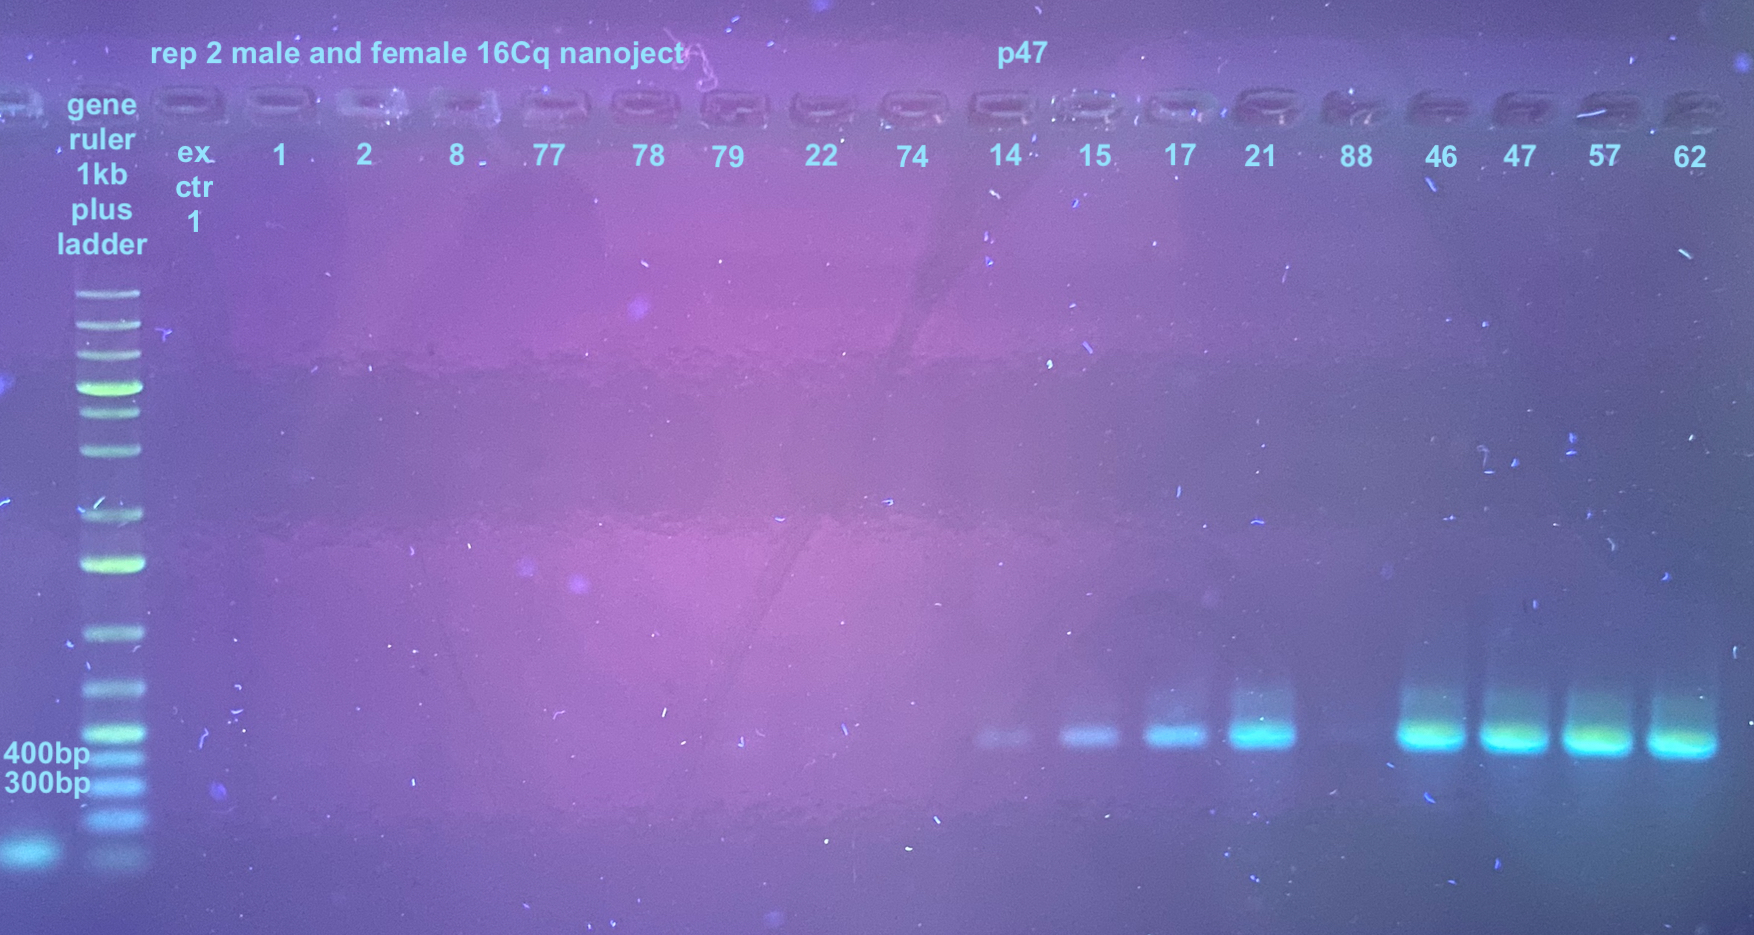 rep 2 male and female 16Cq nanoject
p47
gene
ruler
1kb
plus
ladder
ex
ctr
1
1
2
8
77
78
79
22
74
14
15
17
21
88
46
47
57
62
400bp
300bp